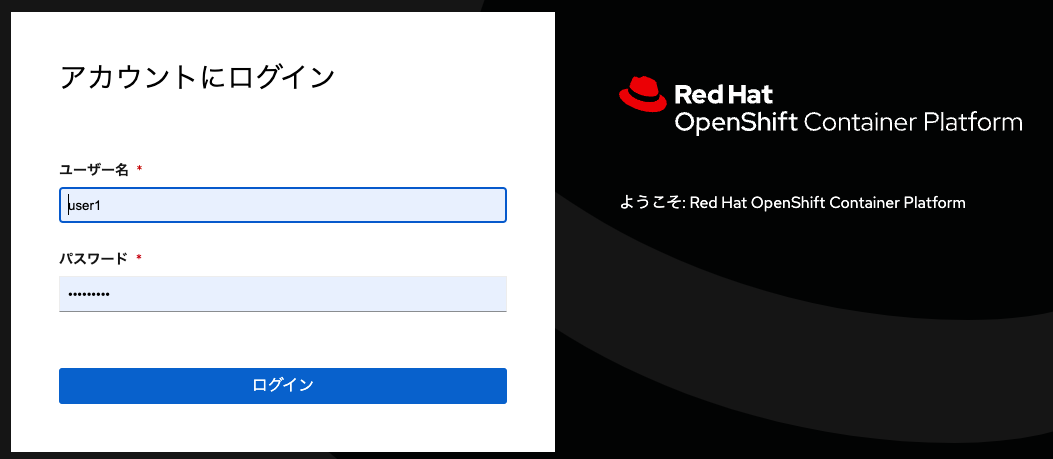 アカウントにログイン
ユーザー名 *
user1
パスワード *
•••••••••
ログイン
Red Hat
OpenShift Container Platform
ようこそ: Red Hat OpenShift Container Platform